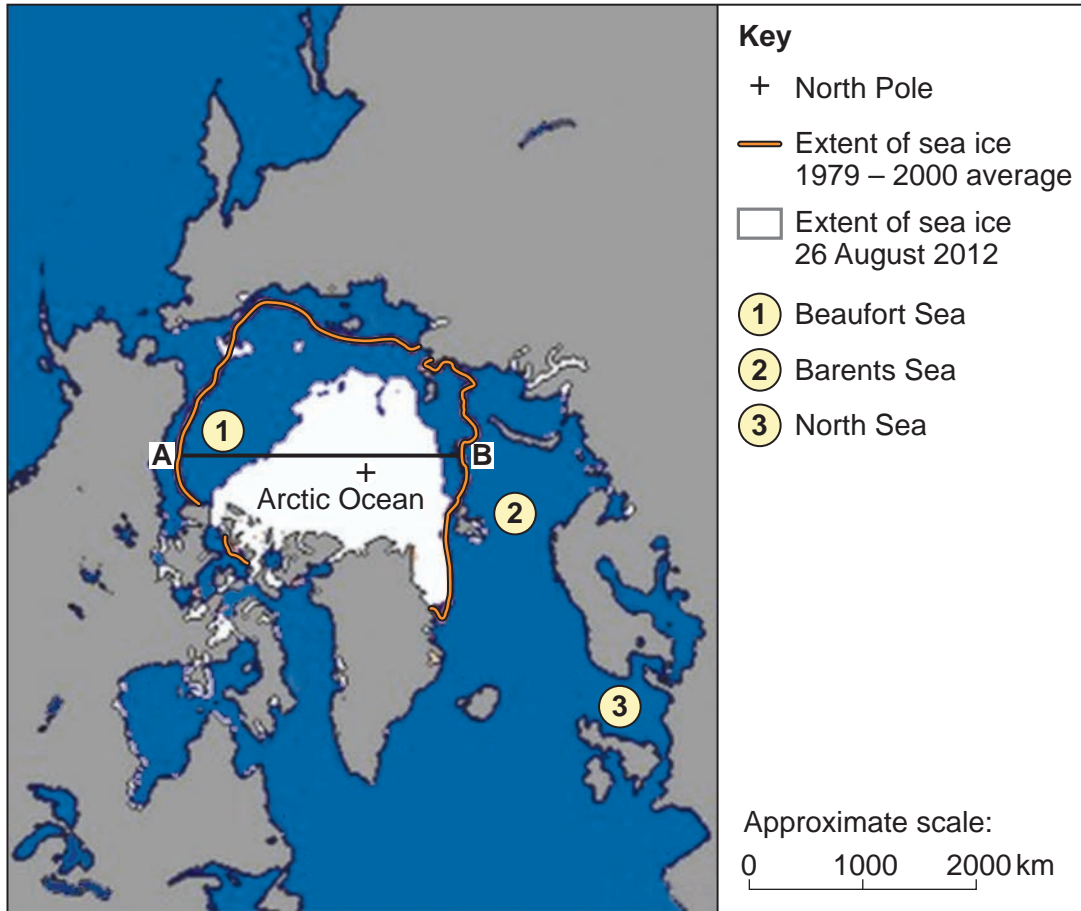 1
A
B
Arctic Ocean
2
3
Key
+ North Pole
Extent of sea ice
1979 – 2000 average
Extent of sea ice
26 August 2012
1 Beaufort Sea
2 Barents Sea
3 North Sea
Approximate scale:
0 1000 2000 km